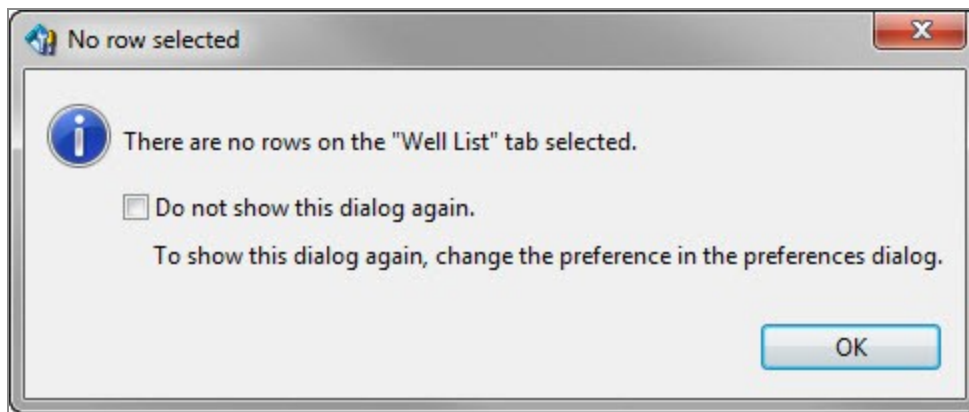 No row selected
There are no rows on the "Well List" tab selected.
Do not show this dialog again.
To show this dialog again, change the preference in the preferences dialog.
OK